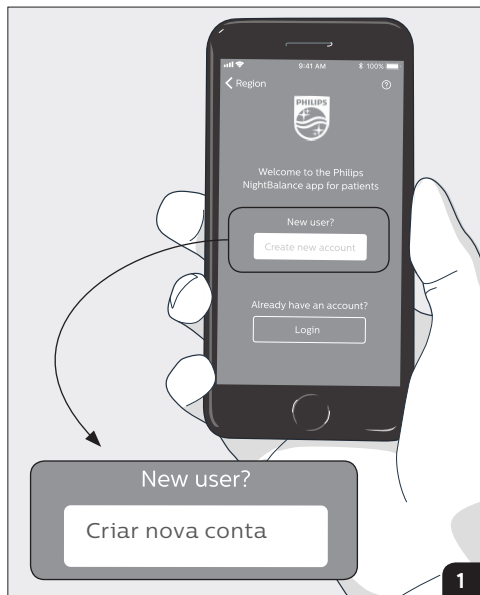 9:41 AM 100%
Region ?
PHILIPS
Welcome to the Philips
NightBalance app for patients
New user?
Create new account
Already have an account?
Login
New user?
Criar nova conta
1